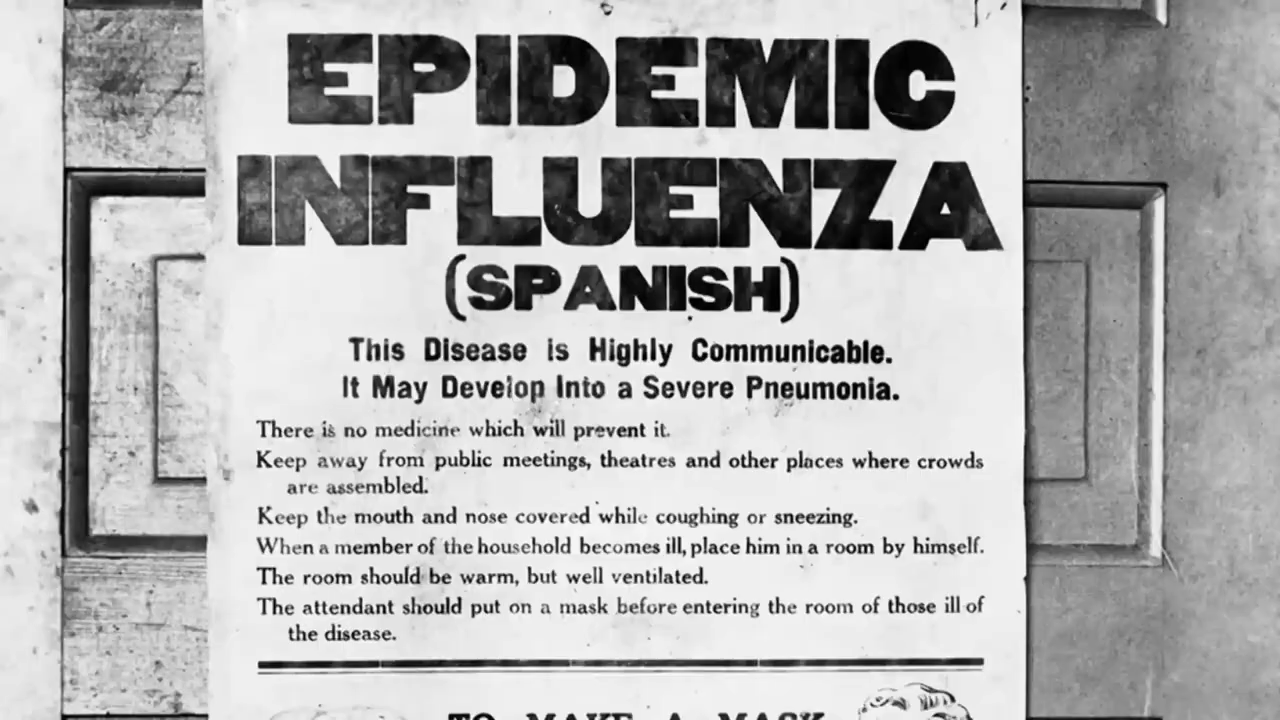 EPIDEMIC
INFLUENZA
(SPANISH)
This Disease is Highly Communicable.
It May Develop Into a Severe Pneumonia.
There is no medicine which will prevent it.
Keep away from public meetings, theatres and other places where crowds
are assembled.
Keep the mouth and nose covered while coughing or sneezing.
When a member of the household becomes ill, place him in a room by himself.
The room should be warm, but well ventilated.
The attendant should put on a mask before entering the room of those ill of
the disease.
TO MAKE A MASK